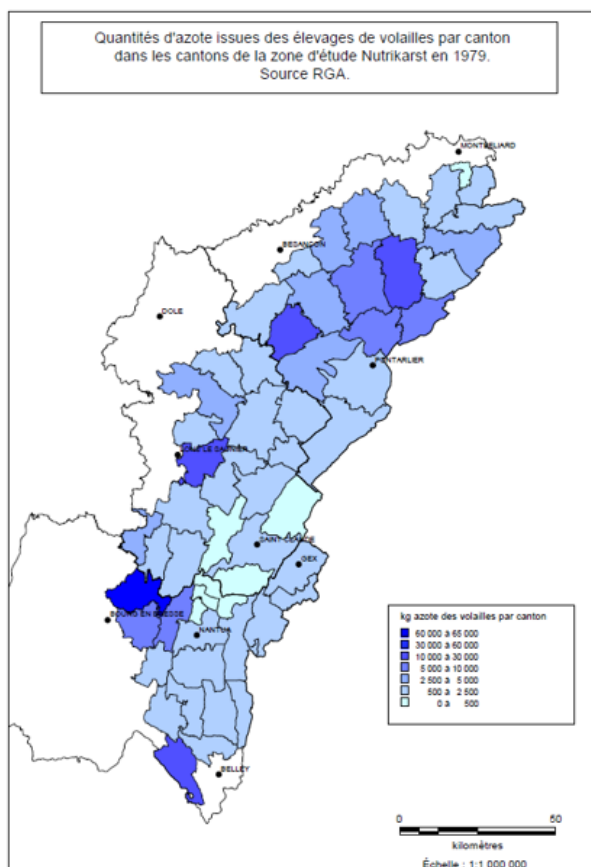 Quantités d'azote issues des élevages de volailles par canton
dans les cantons de la zone d'étude Nutrikarst en 1979.
Source RGA.
MONTBELIARD
BESANCON
DOLE
PONTARLIER
SAINT CLAUDE
GEX
BOURG EN BRESSE
NANTUA
BELLEY
kg azote des volailles par canton
60 000 à 65 000
30 000 à 60 000
10 000 à 30 000
5 000 à 10 000
2 500 à 5 000
500 à 2 500
0 à 500
0 50
kilomètres
Échelle : 1:1 000 000